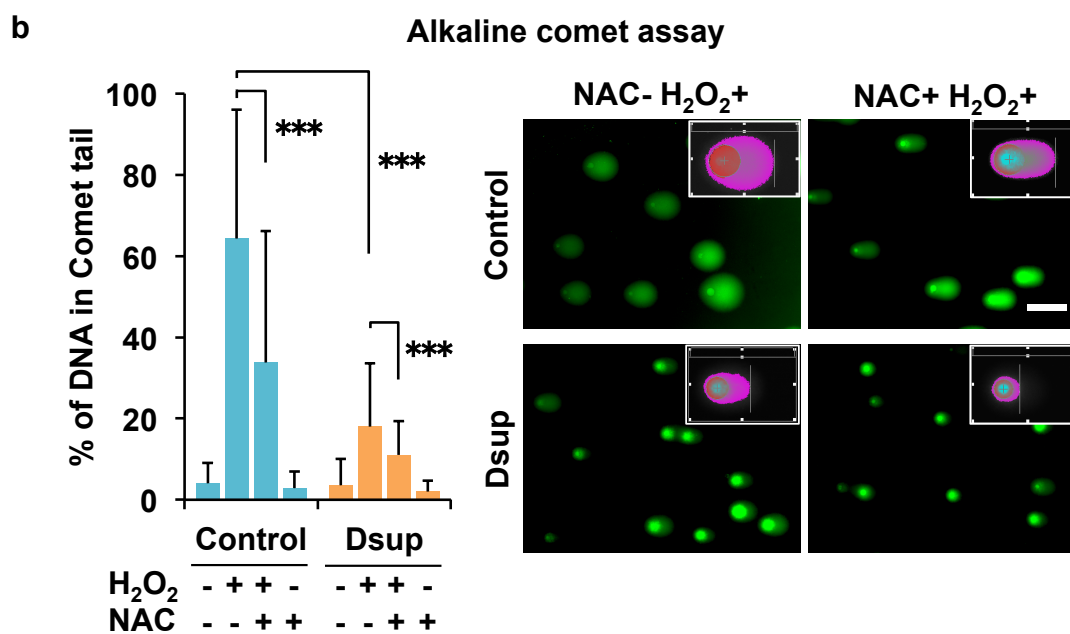 b
Alkaline comet assay
% of DNA in Comet tail
100
80
60
40
20
0
***
***
***
Control
Dsup
H₂O₂
- + + - - + + -
NAC
- - + + - - + +
NAC- H₂O₂+
NAC+ H₂O₂+
Control
Dsup